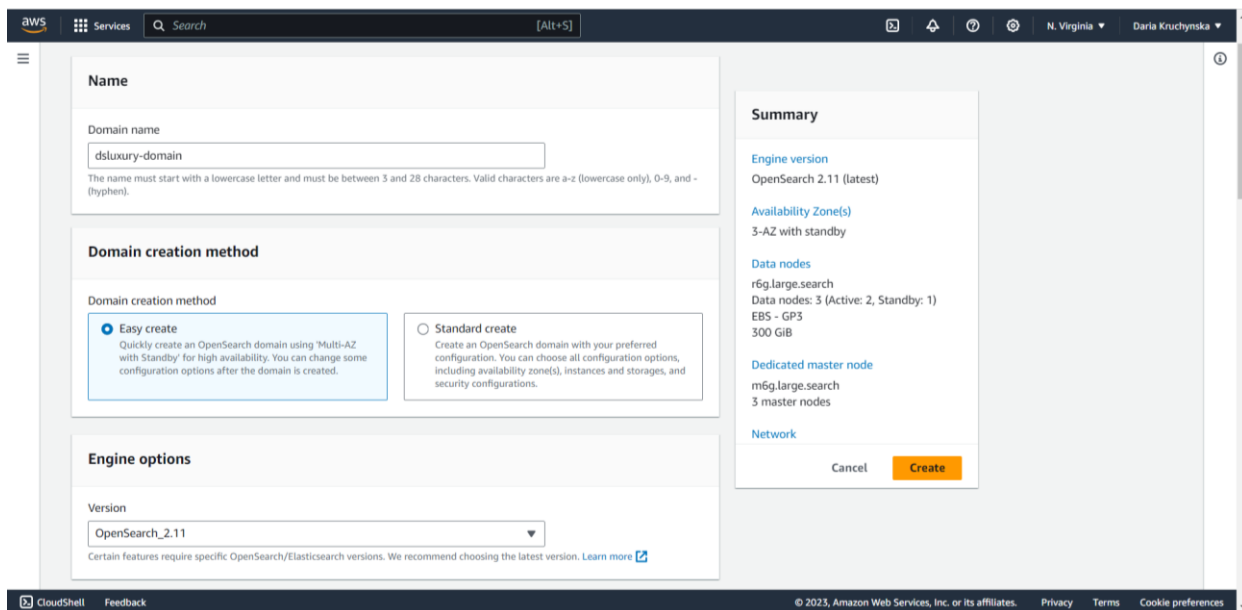 aws
Services
Search
[Alt+S]
N. Virginia
Daria Kruchynska
Name
Domain name
dsluxury-domain
The name must start with a lowercase letter and must be between 3 and 28 characters. Valid characters are a-z (lowercase only), 0-9, and -
(hyphen).
Domain creation method
Domain creation method
Easy create
Quickly create an OpenSearch domain using 'Multi-AZ
with Standby' for high availability. You can change some
configuration options after the domain is created.
Standard create
Create an OpenSearch domain with your preferred
configuration. You can choose all configuration options,
including availability zone(s), instances and storages, and
security configurations.
Engine options
Version
OpenSearch_2.11
Certain features require specific OpenSearch/Elasticsearch versions. We recommend choosing the latest version. Learn more
Summary
Engine version
OpenSearch 2.11 (latest)
Availability Zone(s)
3-AZ with standby
Data nodes
r6g.large.search
Data nodes: 3 (Active: 2, Standby: 1)
EBS - GP3
300 GiB
Dedicated master node
m6g.large.search
3 master nodes
Network
Cancel
Create
CloudShell
Feedback
© 2023, Amazon Web Services, Inc. or its affiliates.
Privacy
Terms
Cookie preferences